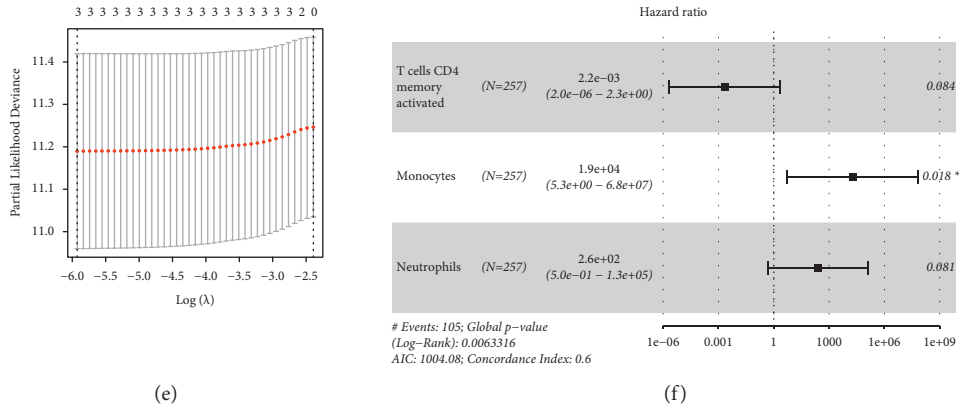 3 3 3 3 3 3 3 3 3 3 3 3 3 3 3 3 3 2 0
Partial Likelihood Deviance
11.4
11.3
11.2
11.1
11.0
−6.0 −5.5 −5.0 −4.5 −4.0 −3.5 −3.0 −2.5
Log (λ)
(e)
Hazard ratio
T cells CD4
memory
activated
(N=257)
2.2e−03
(2.0e−06 − 2.3e+00)
0.084
Monocytes
(N=257)
1.9e+04
(5.3e+00 − 6.8e+07)
0.018 *
Neutrophils
(N=257)
2.6e+02
(5.0e−01 − 1.3e+05)
0.081
# Events: 105; Global p−value
(Log−Rank): 0.0063316
AIC: 1004.08; Concordance Index: 0.6
1e−06 0.001 1 1000 1e+06 1e+09
(f)